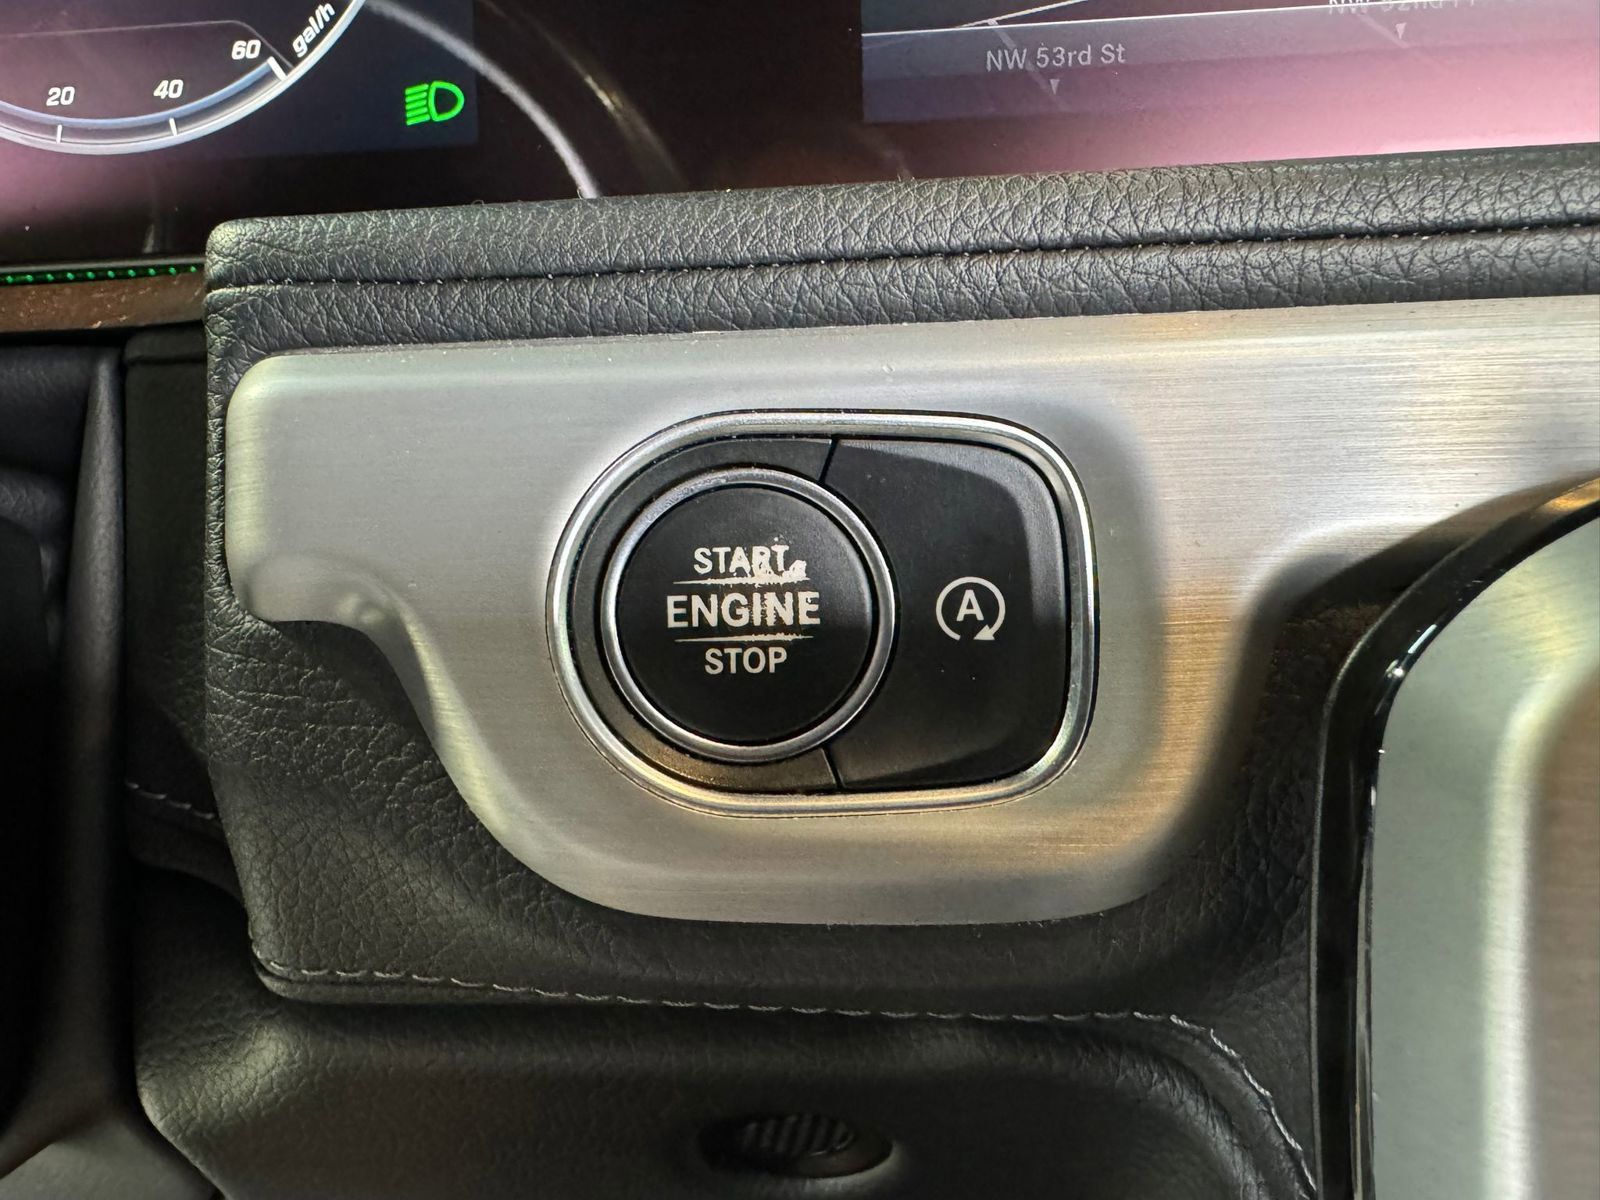 60
gal/h
40
20
NW 53rd St
START
ENGINE
STOP
A